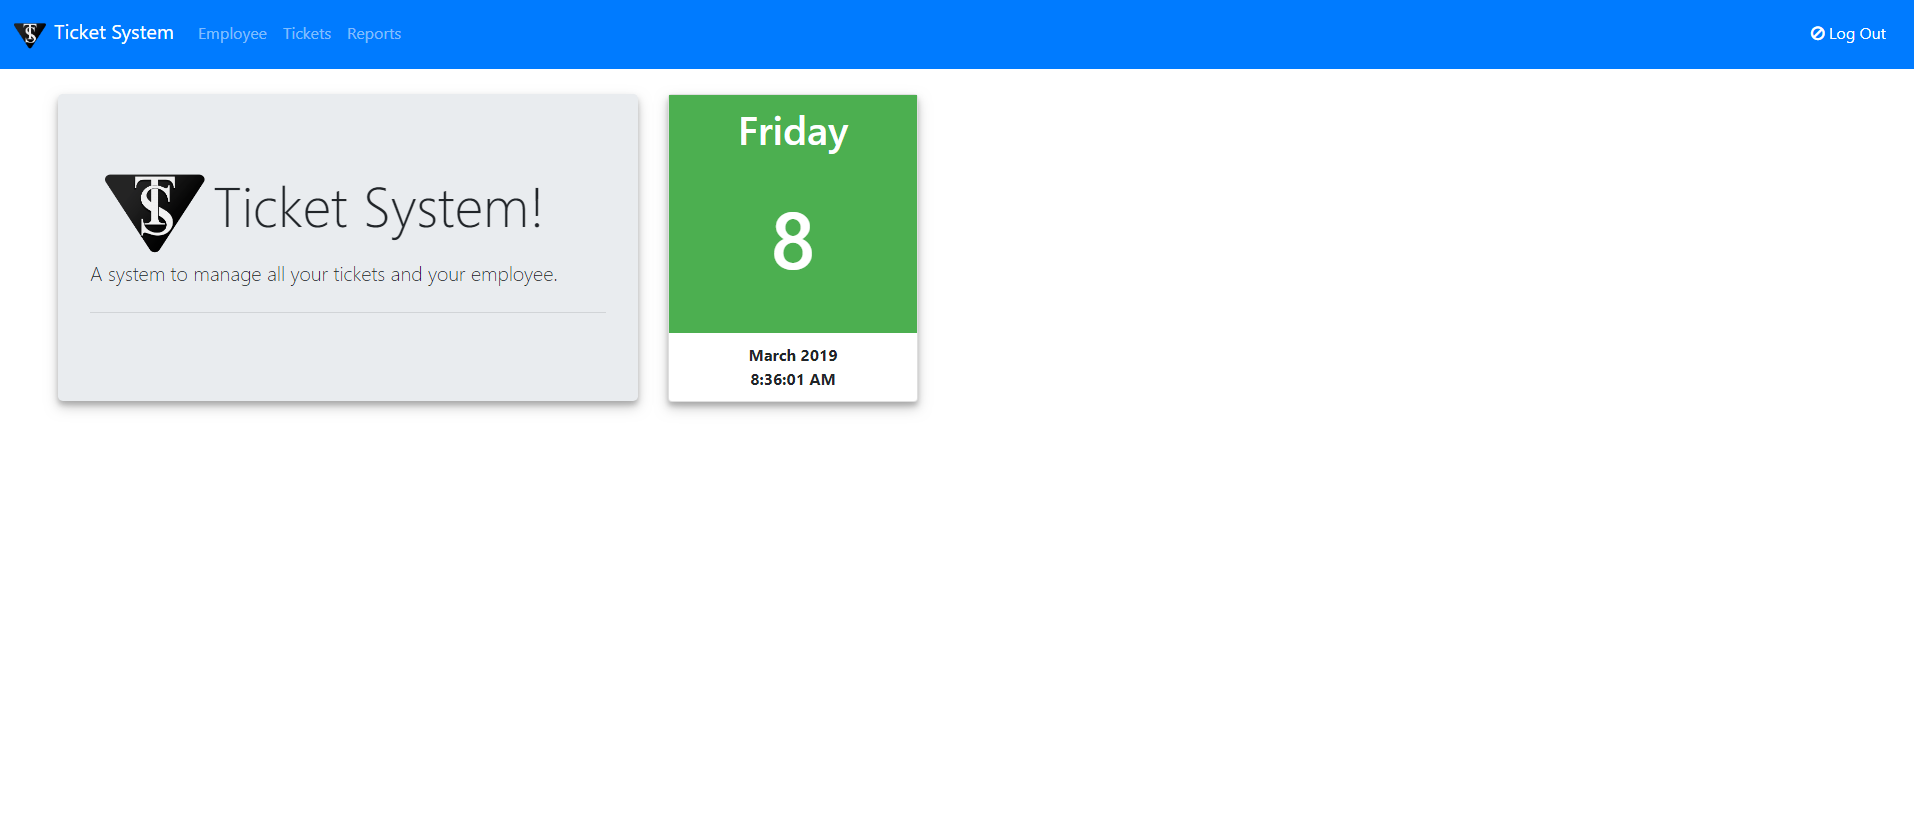 TS Ticket System Employee Tickets Reports Log Out
TS Ticket System!
A system to manage all your tickets and your employee.
Friday
8
March 2019
8:36:01 AM